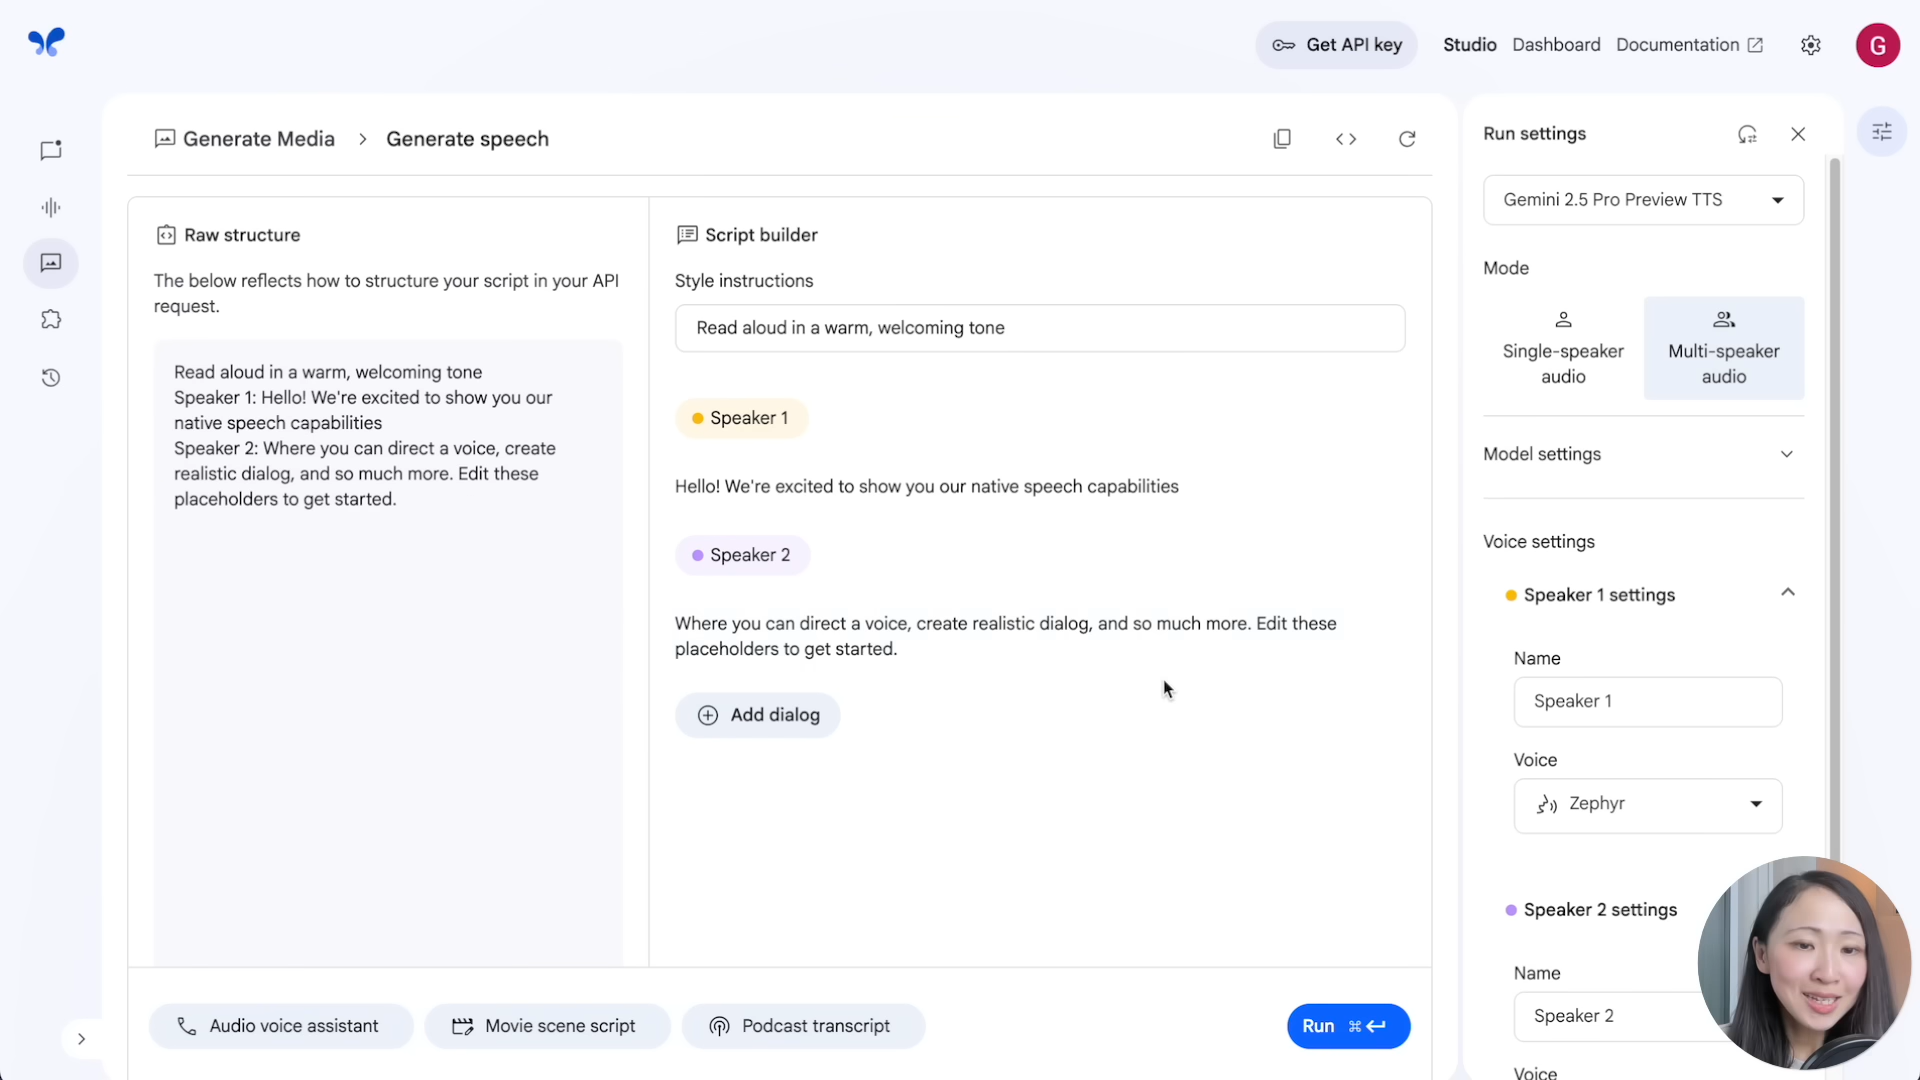 Get API key
Studio
Dashboard
Documentation
G
Generate Media > Generate speech
Raw structure
The below reflects how to structure your script in your API
request.
Read aloud in a warm, welcoming tone
Speaker 1: Hello! We're excited to show you our
native speech capabilities
Speaker 2: Where you can direct a voice, create
realistic dialog, and so much more. Edit these
placeholders to get started.
Script builder
Style instructions
Read aloud in a warm, welcoming tone
Speaker 1
Hello! We're excited to show you our native speech capabilities
Speaker 2
Where you can direct a voice, create realistic dialog, and so much more. Edit these
placeholders to get started.
Add dialog
Audio voice assistant
Movie scene script
Podcast transcript
Run ⌘
Run settings
Gemini 2.5 Pro Preview TTS
Mode
Single-speaker
audio
Multi-speaker
audio
Model settings
Voice settings
Speaker 1 settings
Name
Speaker 1
Voice
Zephyr
Speaker 2 settings
Name
Speaker 2
Voice